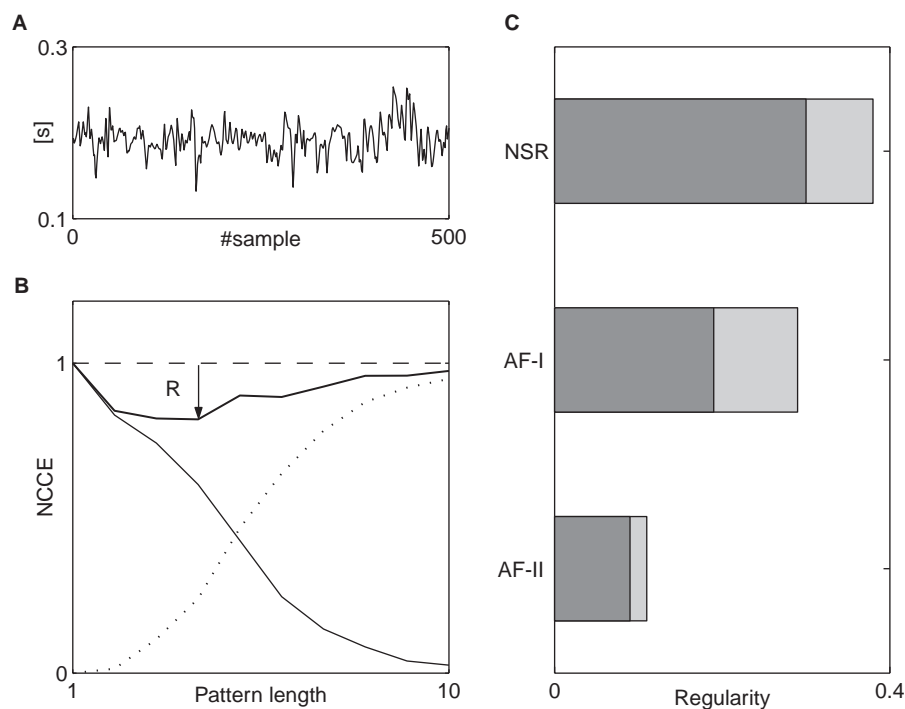 A
0.3
[s]
0.1
0
#sample
500
B
1
R
NCCE
0
1
Pattern length
10
C
NSR
AF-I
AF-II
0
Regularity
0.4